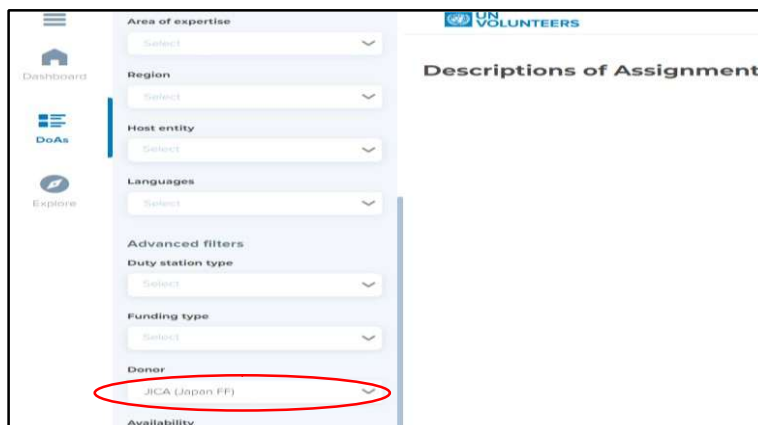 Dashboard
DoAs
Explore
Area of expertise
Select
Region
Select
Host entity
Select
Languages
Select
Advanced filters
Duty station type
Select
Funding type
Select
Donor
JICA (Japan FF)
Availability
UN
VOLUNTEERS
Descriptions of Assignment